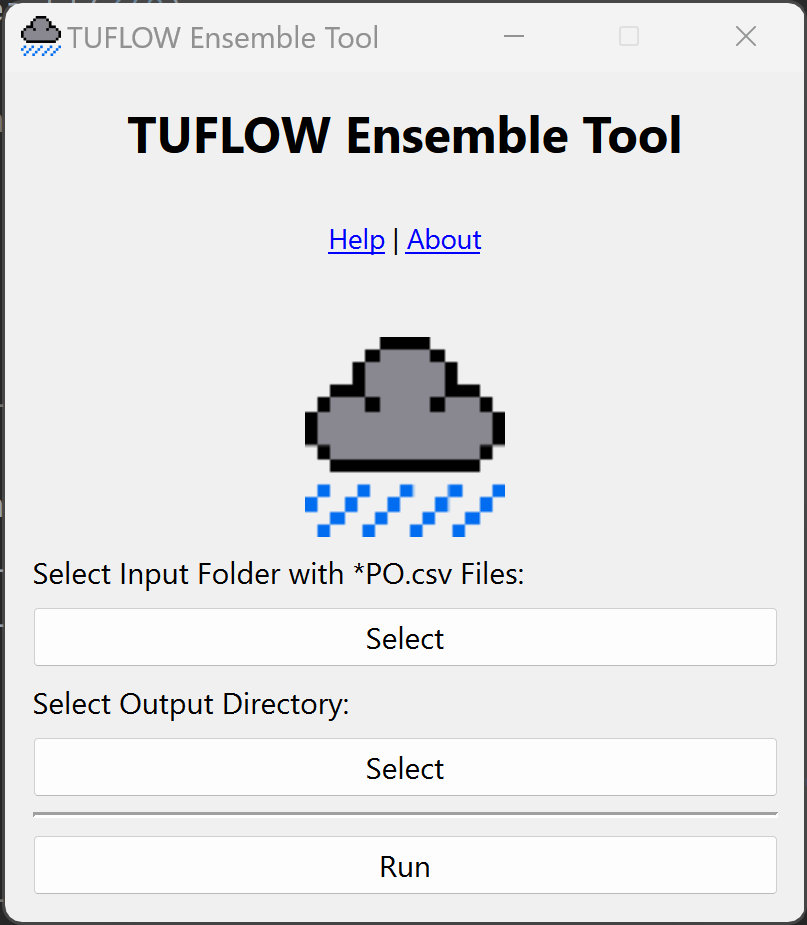 TUFLOW Ensemble Tool
TUFLOW Ensemble Tool
Help | About
Select Input Folder with *PO.csv Files:
Select
Select Output Directory:
Select
Run